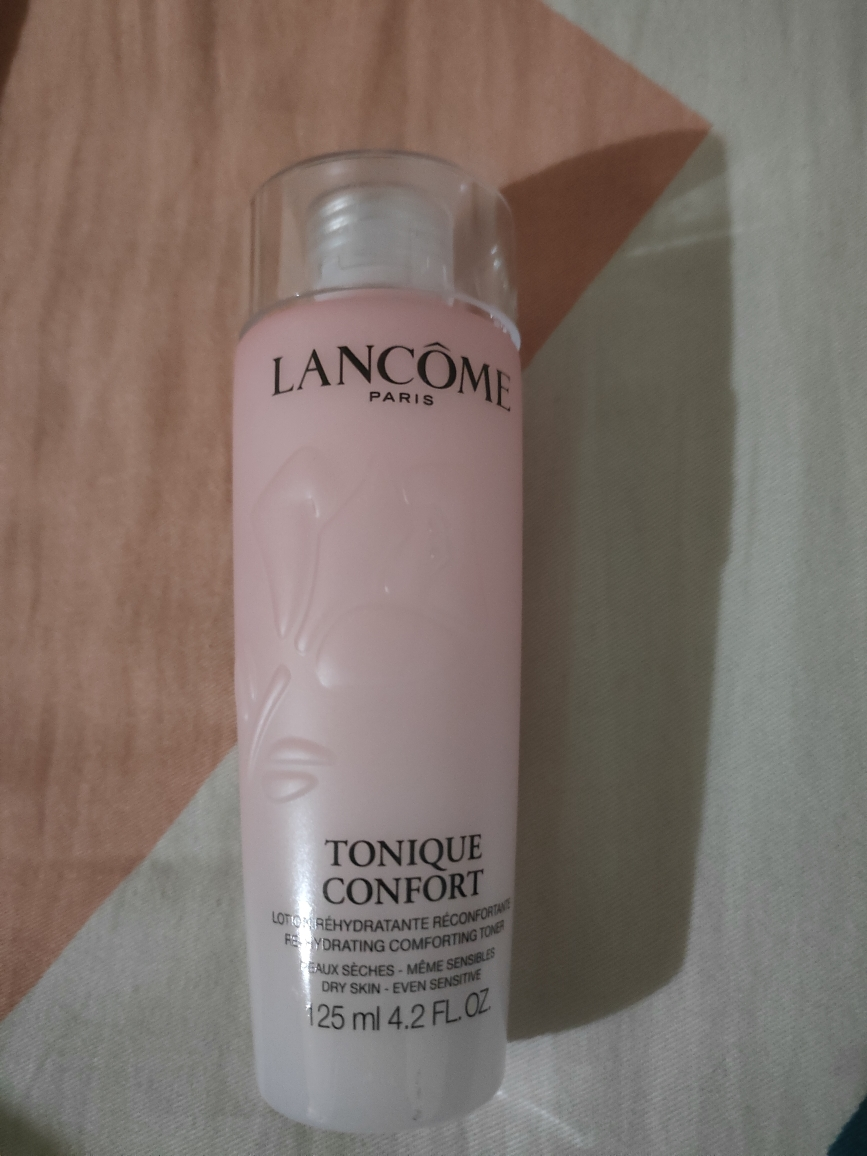 LANCÔME
PARIS
TONIQUE
CONFORT
LOTION RÉHYDRATANTE RÉCONFORTANTE
RE-HYDRATING COMFORTING TONER
PEAUX SÈCHES - MÊME SENSIBLES
DRY SKIN - EVEN SENSITIVE
125 ml 4.2 FL. OZ.